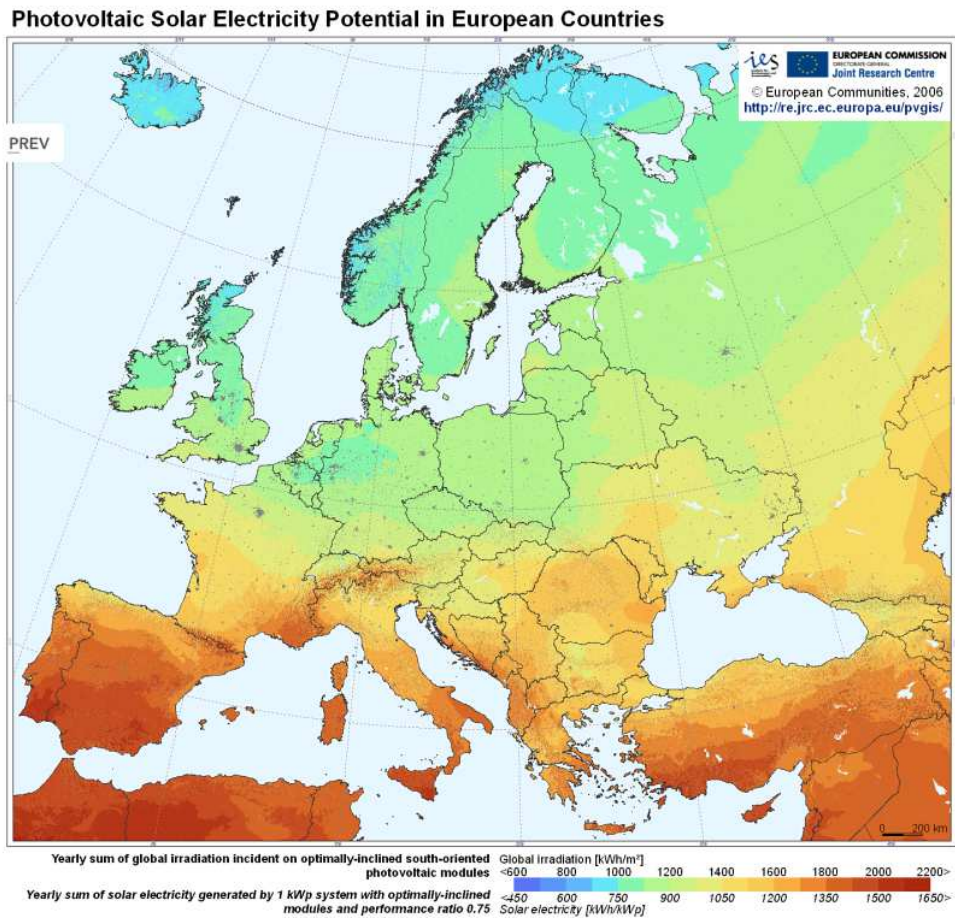 Photovoltaic Solar Electricity Potential in European Countries
ies
EUROPEAN COMMISSION
DIRECTORATE-GENERAL
Joint Research Centre
© European Communities, 2006
http://re.jrc.ec.europa.eu/pvgis/
PREV
0 200 km
Yearly sum of global irradiation incident on optimally-inclined south-oriented
photovoltaic modules
Global irradiation [kWh/m²]
<600 800 1000 1200 1400 1600 1800 2000 2200>
Yearly sum of solar electricity generated by 1 kWp system with optimally-inclined
modules and performance ratio 0.75
<450 600 750 900 1050 1200 1350 1500 1650>
Solar electricity [kWh/kWp]